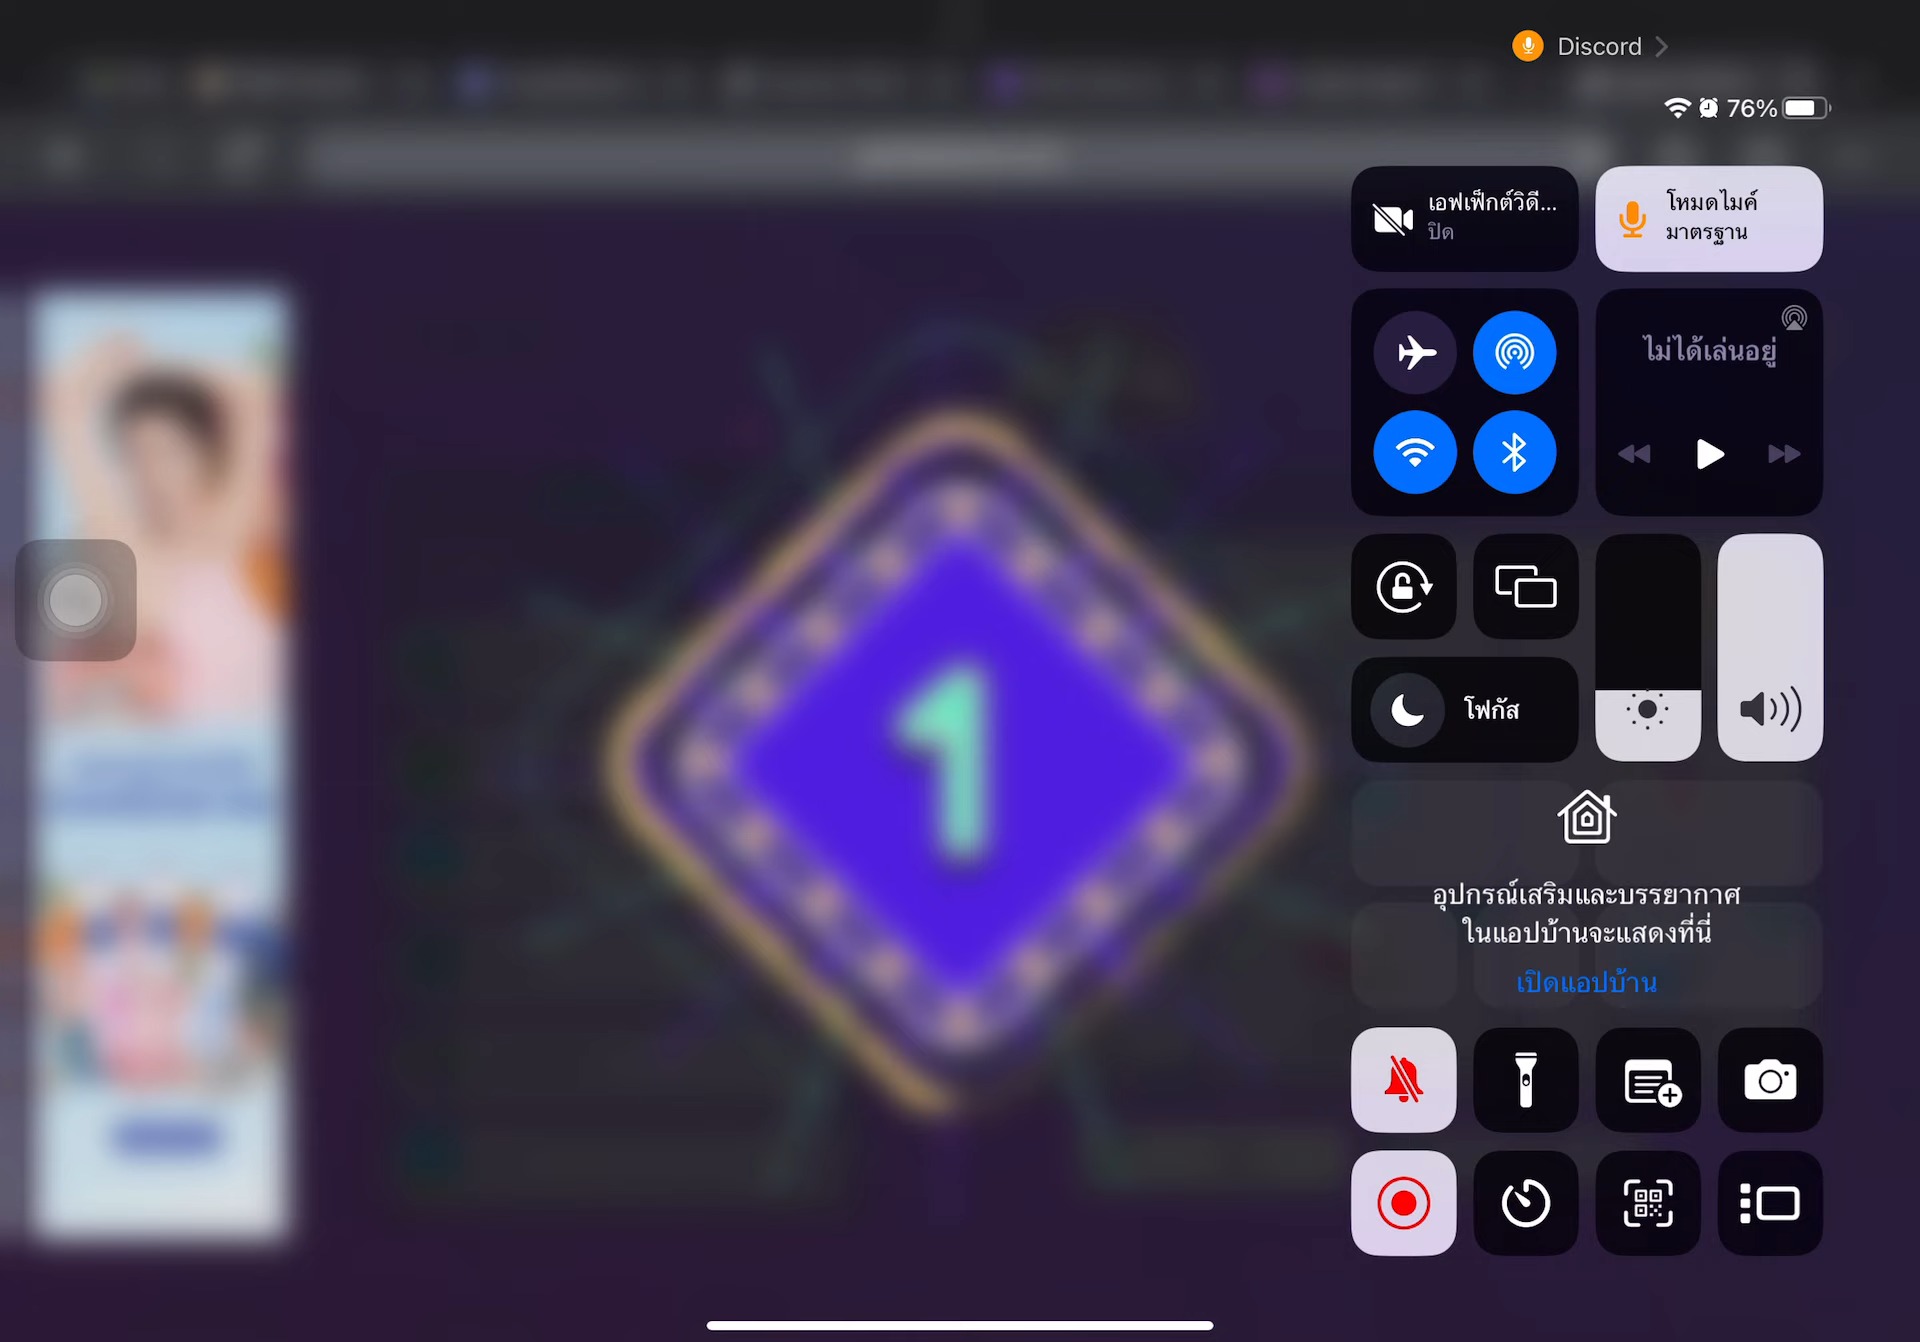 Discord
76%
เอฟเฟ็กต์วิดี...
ปิด
โหมดไมค์
มาตรฐาน
ไม่ได้เล่นอยู่
โฟกัส
1
อุปกรณ์เสริมและบรรยากาศ
ในแอปบ้านจะแสดงที่นี่
เปิดแอปบ้าน